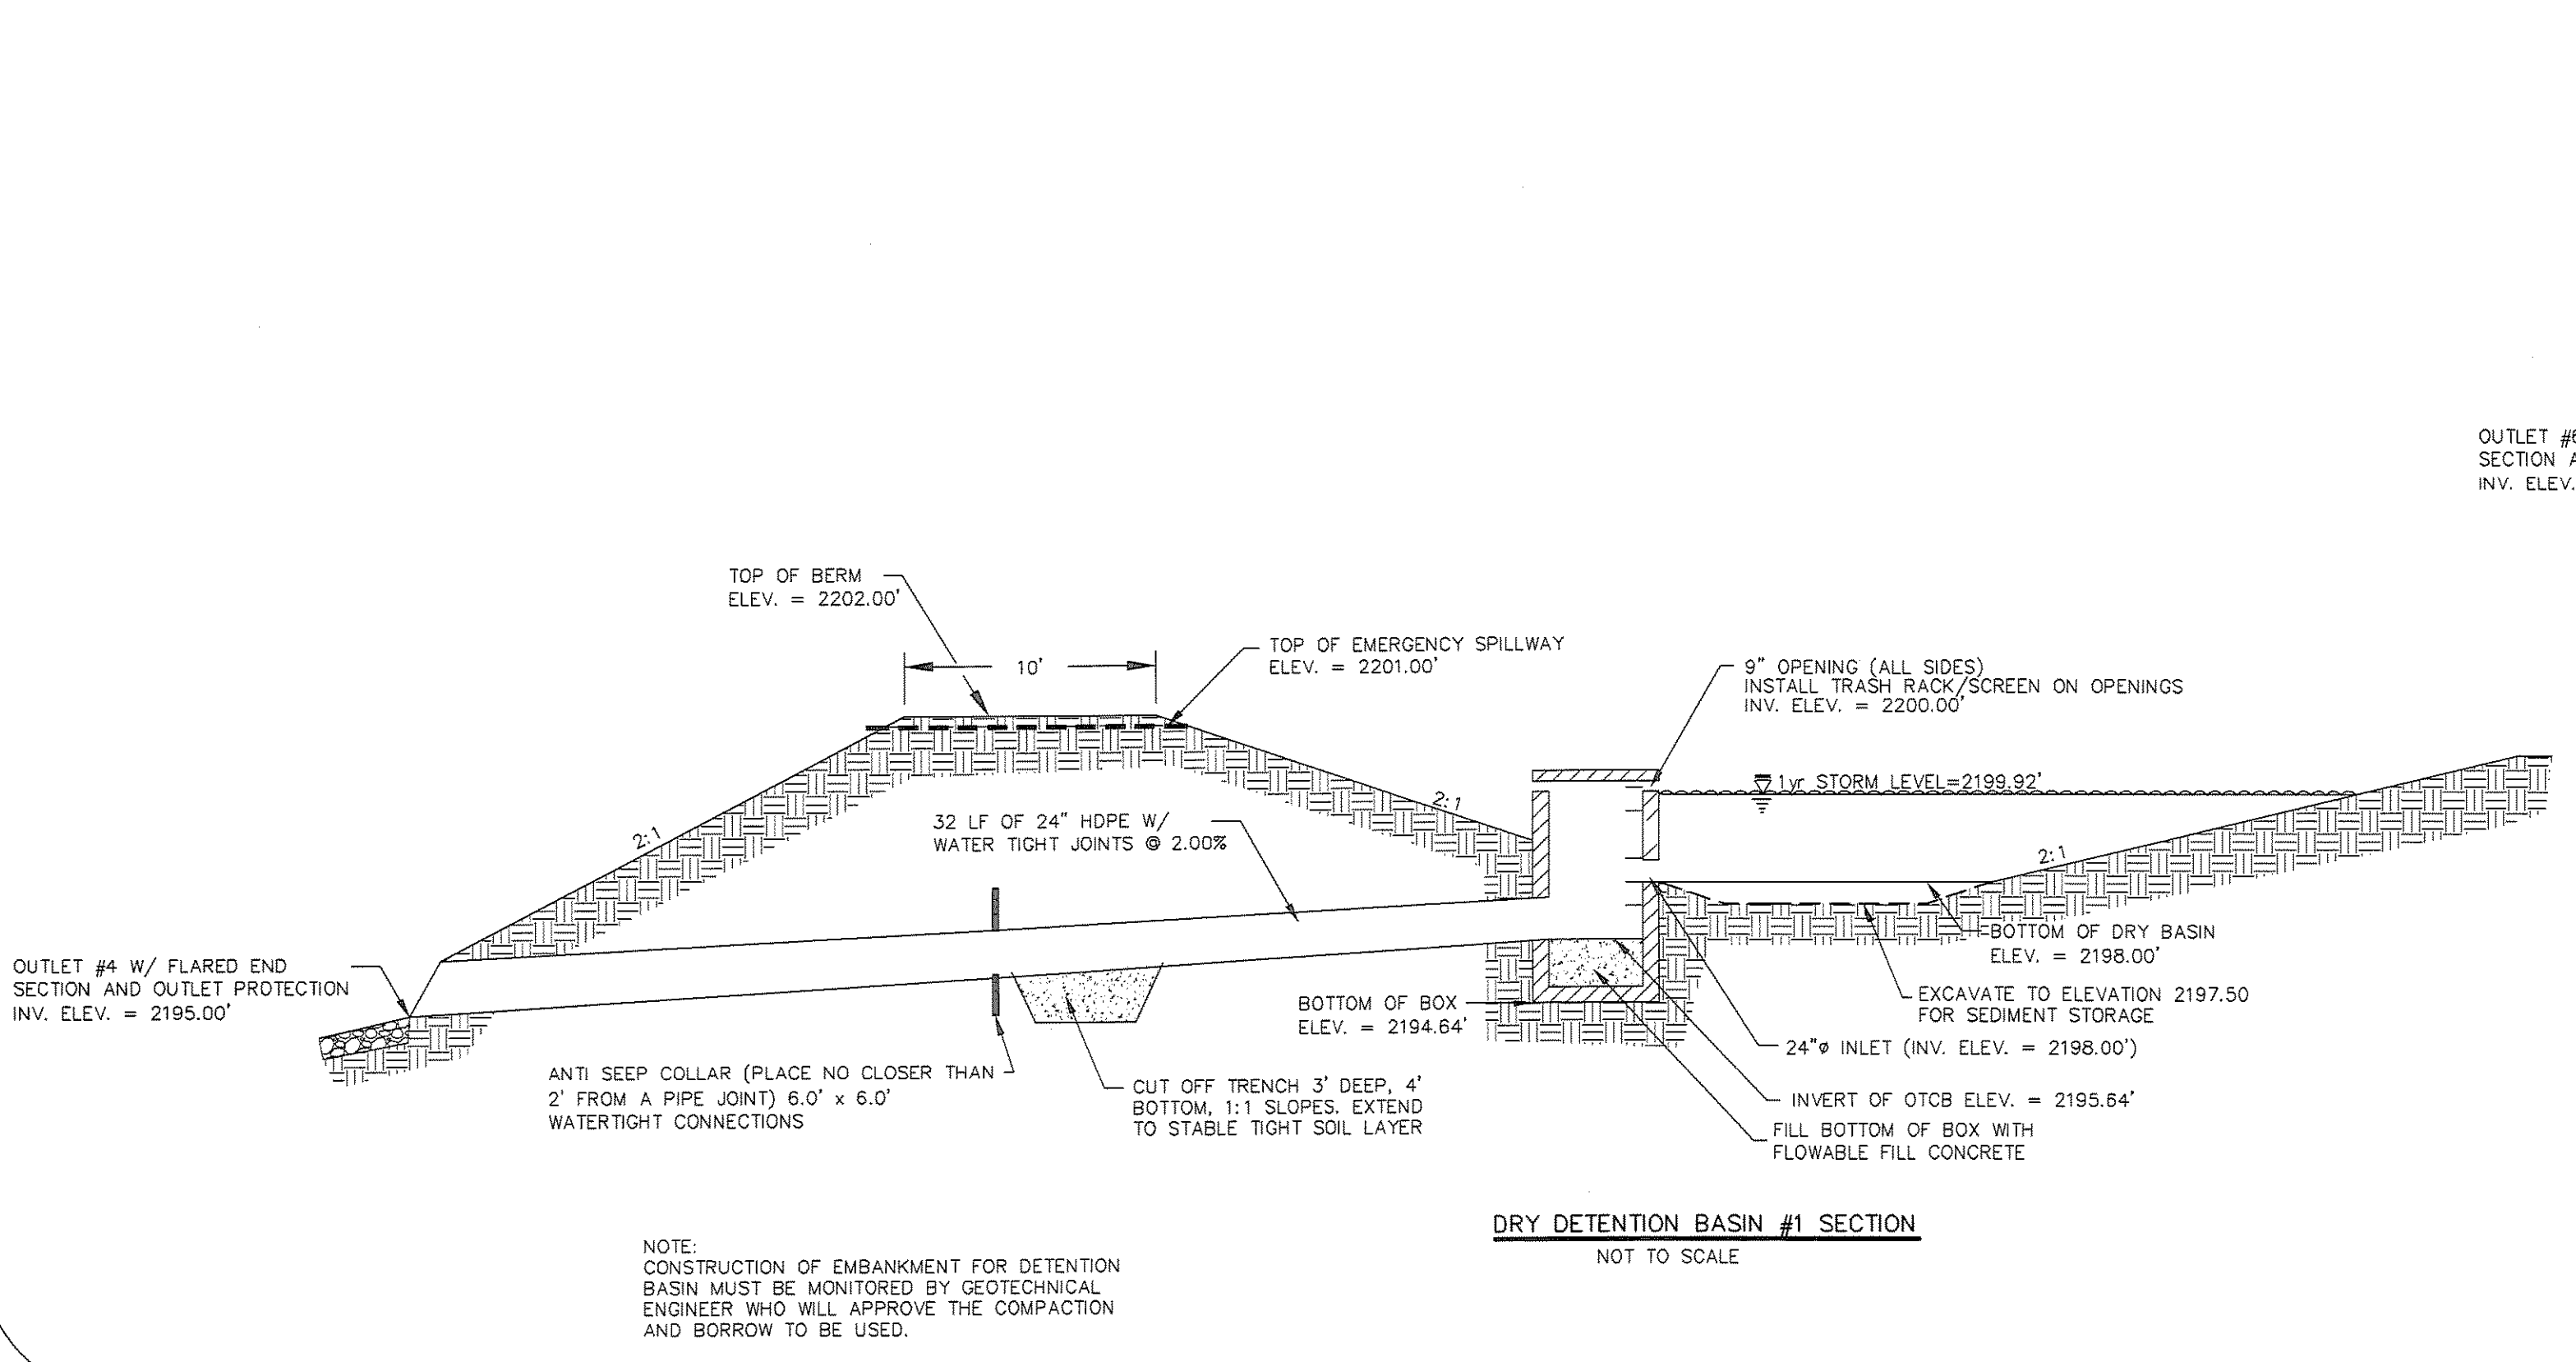 OUTLET #6
SECTION A
INV. ELEV.
TOP OF BERM
ELEV. = 2202.00'
10'
TOP OF EMERGENCY SPILLWAY
ELEV. = 2201.00'
9" OPENING (ALL SIDES)
INSTALL TRASH RACK/SCREEN ON OPENINGS
INV. ELEV. = 2200.00'
1yr STORM LEVEL=2199.92'
2:1
2:1
2:1
32 LF OF 24" HDPE W/
WATER TIGHT JOINTS @ 2.00%
OUTLET #4 W/ FLARED END
SECTION AND OUTLET PROTECTION
INV. ELEV. = 2195.00'
BOTTOM OF BOX
ELEV. = 2194.64'
BOTTOM OF DRY BASIN
ELEV. = 2198.00'
EXCAVATE TO ELEVATION 2197.50
FOR SEDIMENT STORAGE
24"ø INLET (INV. ELEV. = 2198.00')
INVERT OF OTCB ELEV. = 2195.64'
FILL BOTTOM OF BOX WITH
FLOWABLE FILL CONCRETE
ANTI SEEP COLLAR (PLACE NO CLOSER THAN
2' FROM A PIPE JOINT) 6.0' x 6.0'
WATERTIGHT CONNECTIONS
CUT OFF TRENCH 3' DEEP, 4'
BOTTOM, 1:1 SLOPES. EXTEND
TO STABLE TIGHT SOIL LAYER
DRY DETENTION BASIN #1 SECTION
NOT TO SCALE
NOTE:
CONSTRUCTION OF EMBANKMENT FOR DETENTION
BASIN MUST BE MONITORED BY GEOTECHNICAL
ENGINEER WHO WILL APPROVE THE COMPACTION
AND BORROW TO BE USED.